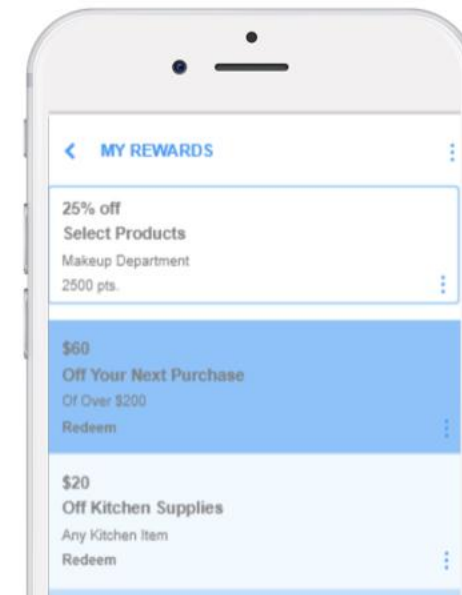 MY REWARDS
25% off
Select Products
Makeup Department
2500 pts.
$60
Off Your Next Purchase
Of Over $200
Redeem
$20
Off Kitchen Supplies
Any Kitchen Item
Redeem